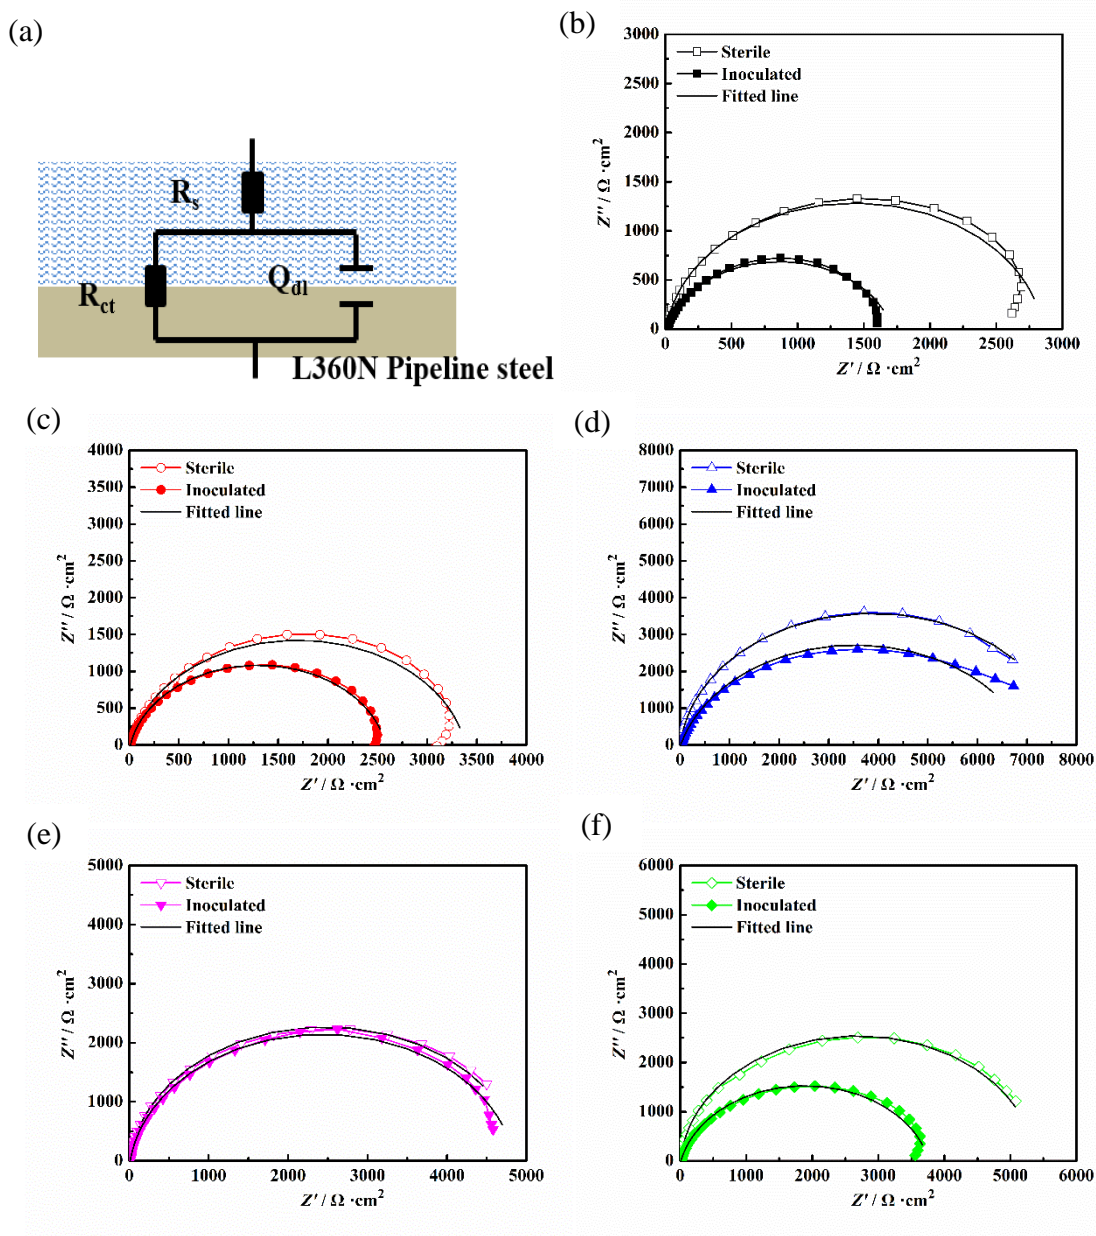 (a)
R_s
R_ct
Q_dl
L360N Pipeline steel
(b)
3000
2500
2000
1500
1000
500
0
Z'' / Ω ·cm²
Sterile
Inoculated
Fitted line
0 500 1000 1500 2000 2500 3000
Z' / Ω ·cm²
(c)
4000
3500
3000
2500
2000
1500
1000
500
0
Z'' / Ω ·cm²
Sterile
Inoculated
Fitted line
0 500 1000 1500 2000 2500 3000 3500 4000
Z' / Ω ·cm²
(d)
8000
7000
6000
5000
4000
3000
2000
1000
0
Z'' / Ω ·cm²
Sterile
Inoculated
Fitted line
0 1000 2000 3000 4000 5000 6000 7000 8000
Z' / Ω ·cm²
(e)
5000
4000
3000
2000
1000
0
Z'' / Ω ·cm²
Sterile
Inoculated
Fitted line
0 1000 2000 3000 4000 5000
Z' / Ω ·cm²
(f)
6000
5000
4000
3000
2000
1000
0
Z'' / Ω ·cm²
Sterile
Inoculated
Fitted line
0 1000 2000 3000 4000 5000 6000
Z' / Ω ·cm²